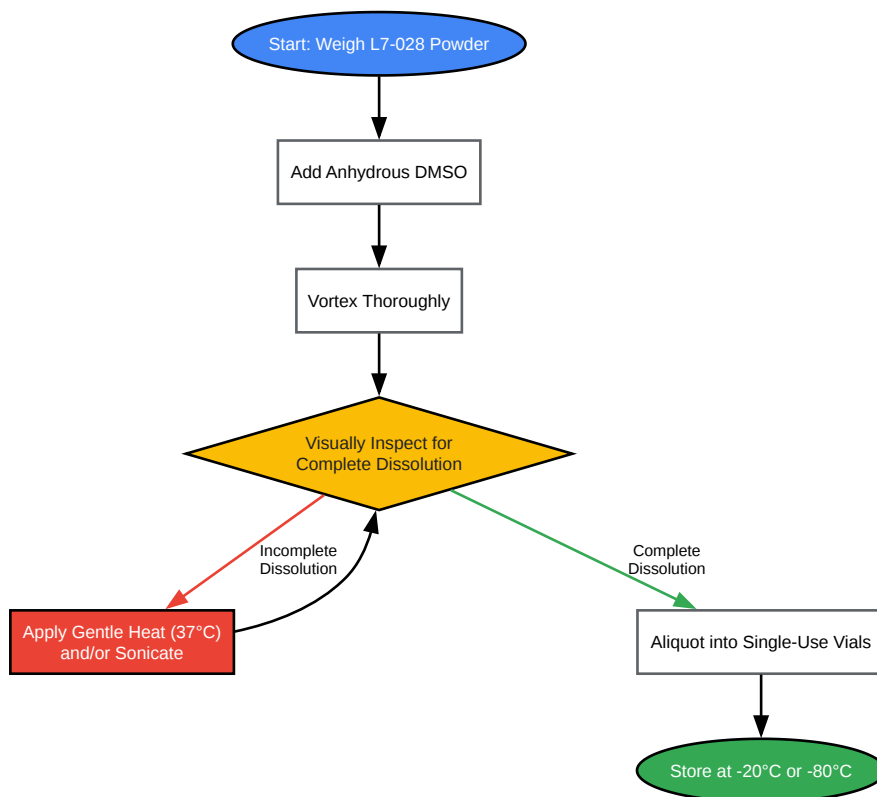 Start: Weigh L7-028 Powder
Add Anhydrous DMSO
Vortex Thoroughly
Visually Inspect for
Complete Dissolution
Incomplete
Dissolution
Complete
Dissolution
Apply Gentle Heat (37°C)
and/or Sonicate
Aliquot into Single-Use Vials
Store at -20°C or -80°C